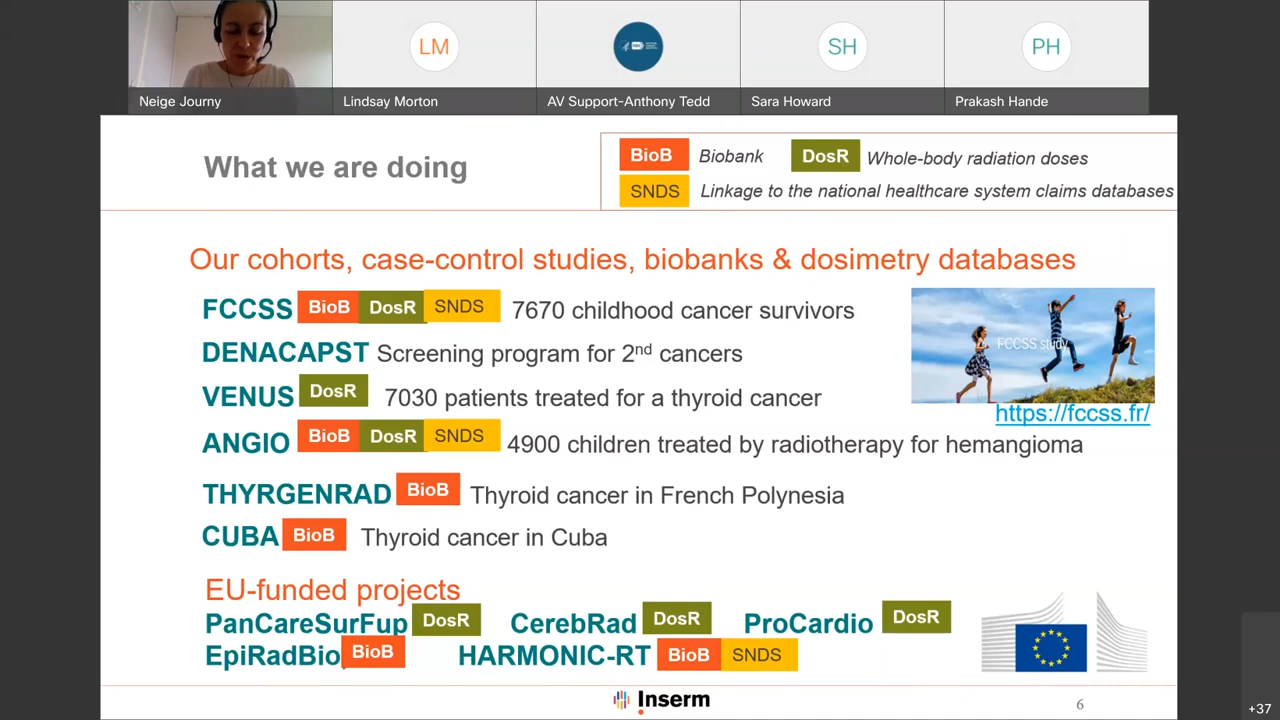 LM
SH
PH
Neige Journy
Lindsay Morton
AV Support-Anthony Tedd
Sara Howard
Prakash Hande
What we are doing
BioB Biobank DosR Whole-body radiation doses
SNDS Linkage to the national healthcare system claims databases
Our cohorts, case-control studies, biobanks & dosimetry databases
FCCSS BioB DosR SNDS 7670 childhood cancer survivors
DENACAPST Screening program for 2nd cancers
VENUS DosR 7030 patients treated for a thyroid cancer
FCCSS study
https://fccss.fr/
ANGIO BioB DosR SNDS 4900 children treated by radiotherapy for hemangioma
THYRGENRAD BioB Thyroid cancer in French Polynesia
CUBA BioB Thyroid cancer in Cuba
EU-funded projects
PanCareSurFup DosR CerebRad DosR ProCardio DosR
EpiRadBio BioB HARMONIC-RT BioB SNDS
Inserm
6
+37